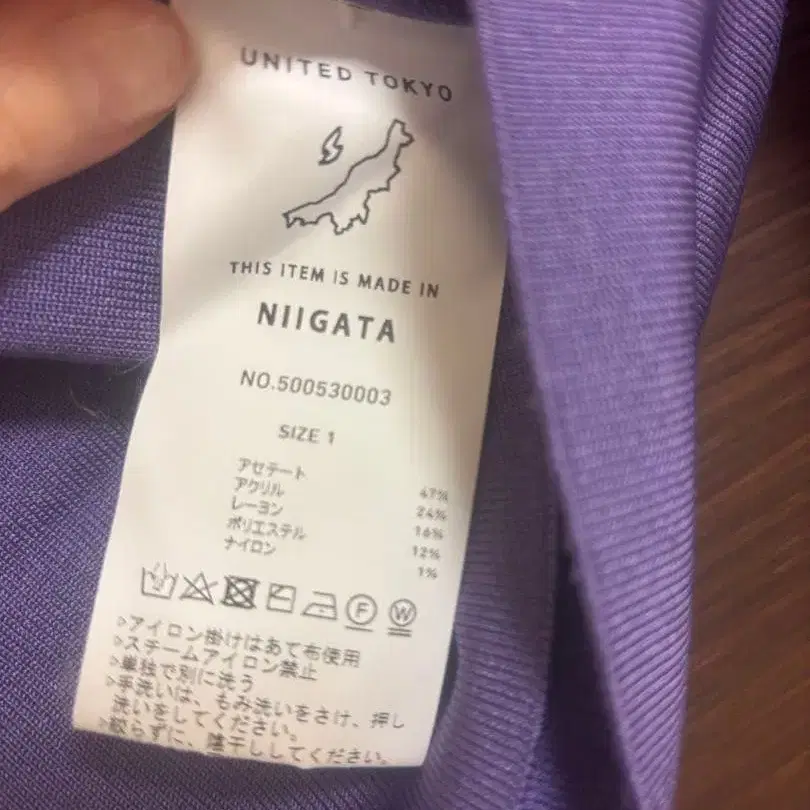 UNITED TOKYO
THIS ITEM IS MADE IN
NIIGATA
NO.500530003
SIZE 1
アセテート 47%
アクリル 24%
レーヨン 16%
ポリエステル 12%
ナイロン 1%
F W
>アイロン掛けはあて布使用
>スチームアイロン禁止
>単独で別に洗う
>手洗いは、もみ洗いをさけ、押し
洗いをしてください。
>絞らずに、陰干ししてください。